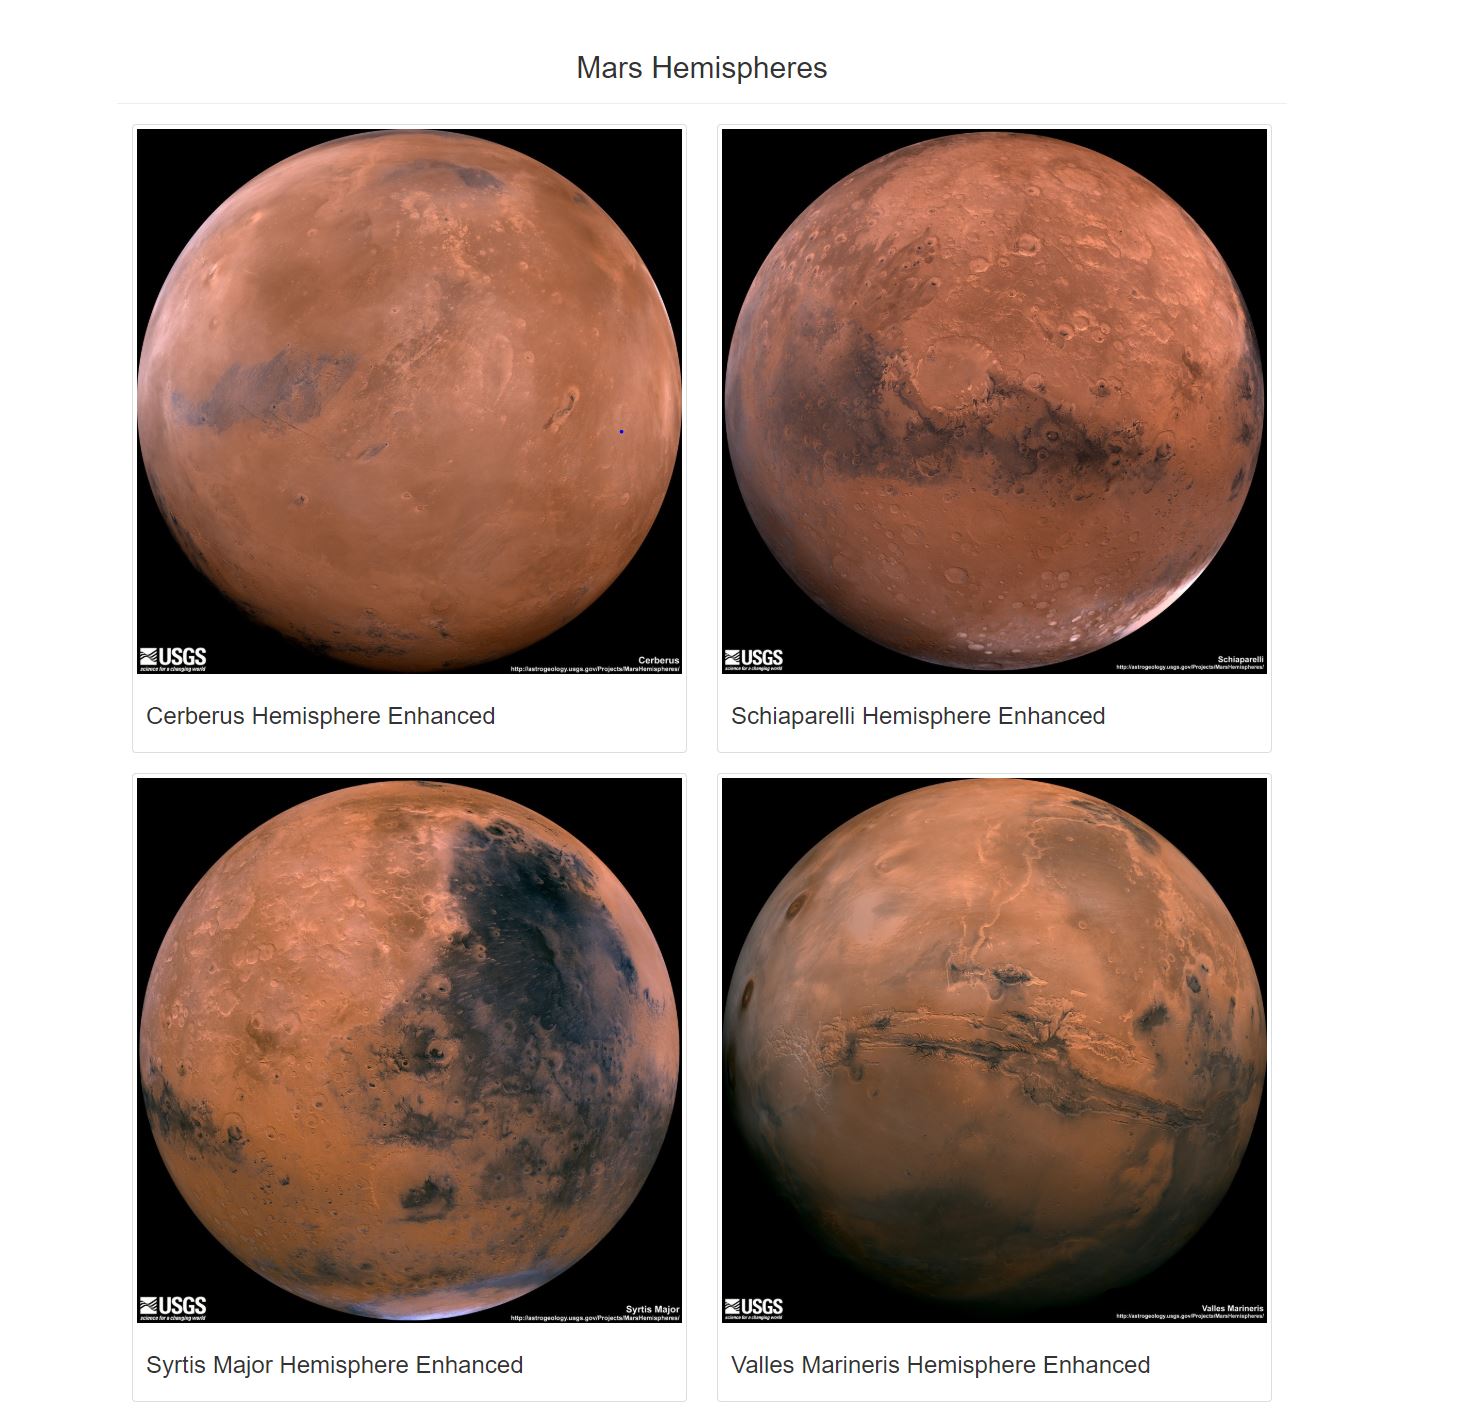 Mars Hemispheres
USGS
science for a changing world
Cerberus
http://astrogeology.usgs.gov/Projects/MarsHemispheres/
Cerberus Hemisphere Enhanced
USGS
science for a changing world
Schiaparelli
http://astrogeology.usgs.gov/Projects/MarsHemispheres/
Schiaparelli Hemisphere Enhanced
USGS
science for a changing world
Syrtis Major
http://astrogeology.usgs.gov/Projects/MarsHemispheres/
Syrtis Major Hemisphere Enhanced
USGS
science for a changing world
Valles Marineris
http://astrogeology.usgs.gov/Projects/MarsHemispheres/
Valles Marineris Hemisphere Enhanced